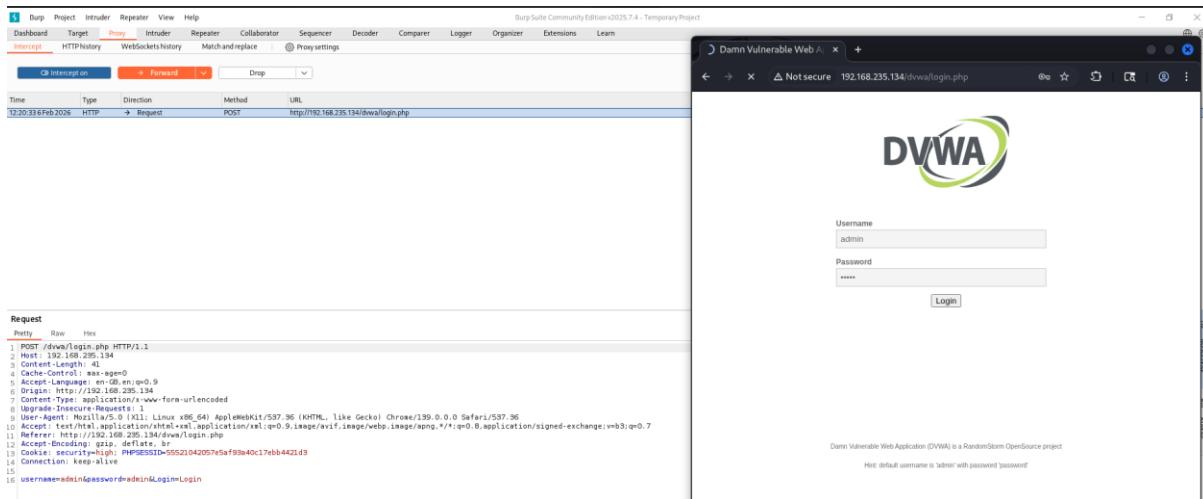 Burp Project Intruder Repeater View Help
Burp Suite Community Edition v2025.7.4 - Temporary Project
Dashboard Target Proxy Intruder Repeater Collaborator Sequencer Decoder Comparer Logger Organizer Extensions Learn
Intercept HTTP history WebSockets history Match and replace Proxy settings
Intercept on → Forward Drop
Time Type Direction Method URL
12:20:33 6 Feb 2026 HTTP → Request POST http://192.168.235.134/dvwa/login.php
Request
Pretty Raw Hex
1 POST /dvwa/login.php HTTP/1.1
2 Host: 192.168.235.134
3 Content-Length: 41
4 Cache-Control: max-age=0
5 Accept-Language: en-GB,en;q=0.9
6 Origin: http://192.168.235.134
7 Content-Type: application/x-www-form-urlencoded
8 Upgrade-Insecure-Requests: 1
9 User-Agent: Mozilla/5.0 (X11; Linux x86_64) AppleWebKit/537.36 (KHTML, like Gecko) Chrome/139.0.0.0 Safari/537.36
10 Accept: text/html,application/xhtml+xml,application/xml;q=0.9,image/avif,image/webp,image/apng,*/*;q=0.8,application/signed-exchange;v=b3;q=0.7
11 Referer: http://192.168.235.134/dvwa/login.php
12 Accept-Encoding: gzip, deflate, br
13 Cookie: security=high; PHPSESSID=55521042057e5af93a40c17ebb4421d3
14 Connection: keep-alive
15
16 username=admin&password=admin&Login=Login
Damn Vulnerable Web A
Not secure 192.168.235.134/dvwa/login.php
DVWA
Username
admin
Password
•••••
Login
Damn Vulnerable Web Application (DVWA) is a RandomStorm OpenSource project
Hint: default username is 'admin' with password 'password'